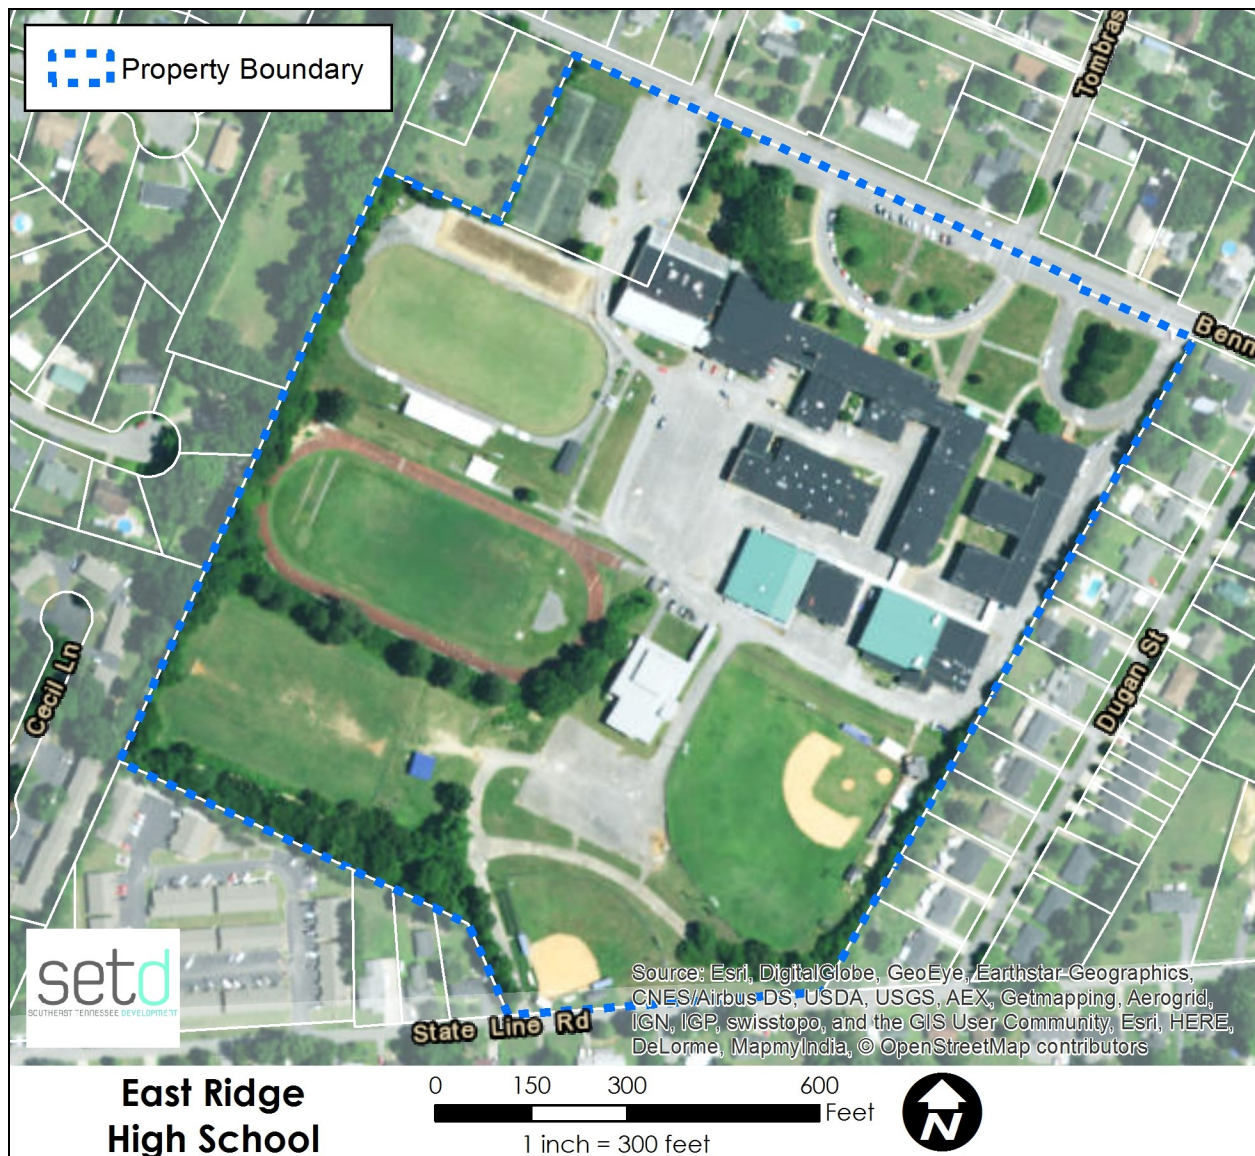 Property Boundary
Tombras
Benn
Cecil Ln
Dugan St
State Line Rd
setd
SOUTHEAST TENNESSEE DEVELOPMENT
Source: Esri, DigitalGlobe, GeoEye, Earthstar Geographics,
CNES/Airbus DS, USDA, USGS, AEX, Getmapping, Aerogrid,
IGN, IGP, swisstopo, and the GIS User Community, Esri, HERE,
DeLorme, MapmyIndia, © OpenStreetMap contributors
East Ridge
High School
0 150 300 600
Feet
1 inch = 300 feet
N